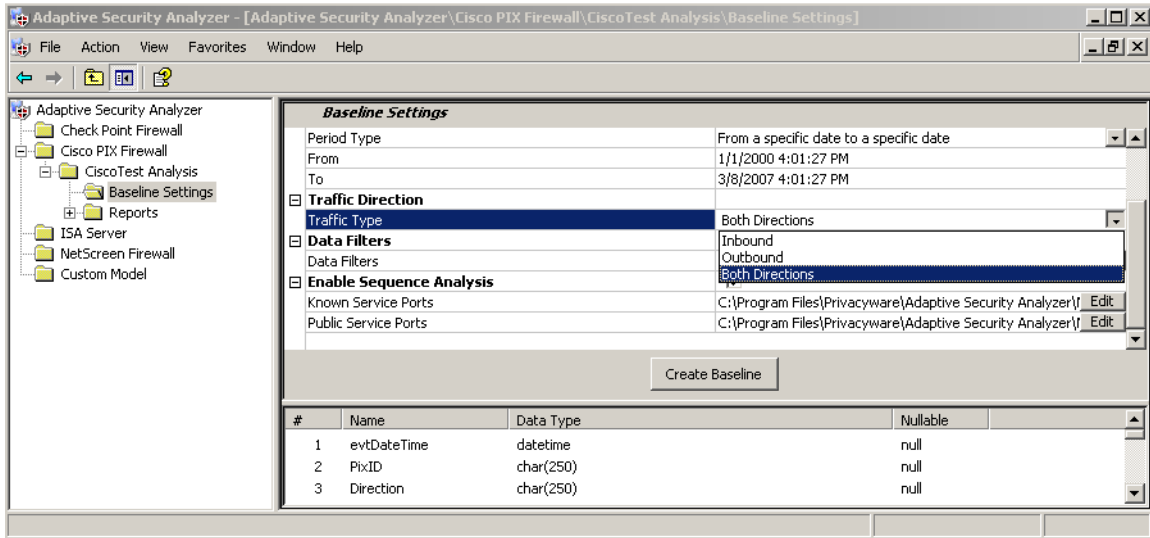 Adaptive Security Analyzer - [Adaptive Security Analyzer\Cisco PIX Firewall\CiscoTest Analysis\Baseline Settings]
File Action View Favorites Window Help
Adaptive Security Analyzer
Check Point Firewall
Cisco PIX Firewall
CiscoTest Analysis
Baseline Settings
Reports
ISA Server
NetScreen Firewall
Custom Model
Baseline Settings
Period Type From a specific date to a specific date
From 1/1/2000 4:01:27 PM
To 3/8/2007 4:01:27 PM
Traffic Direction
Traffic Type Both Directions
Inbound
Outbound
Both Directions
Data Filters
Data Filters
Enable Sequence Analysis
Known Service Ports C:\Program Files\Privacyware\Adaptive Security Analyzer\ Edit
Public Service Ports C:\Program Files\Privacyware\Adaptive Security Analyzer\ Edit
Create Baseline
# Name Data Type Nullable
1 evtDateTime datetime null
2 PixID char(250) null
3 Direction char(250) null